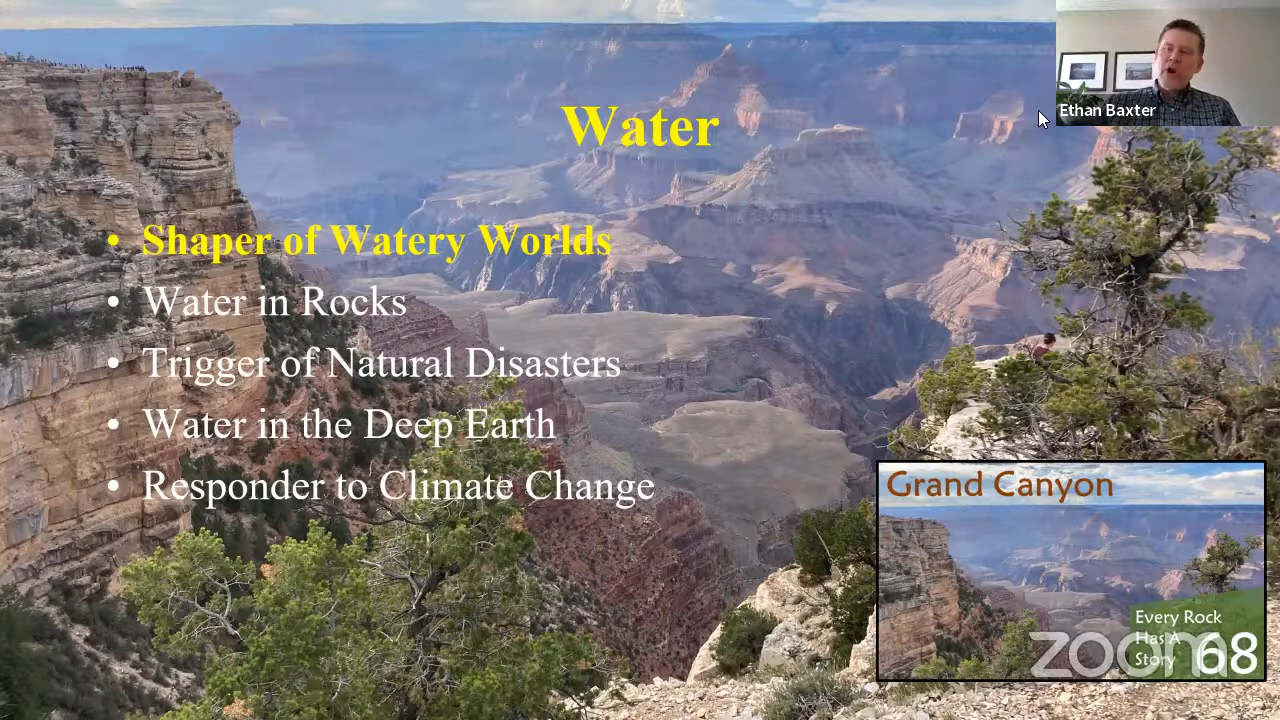 Ethan Baxter
Water
• Shaper of Watery Worlds
• Water in Rocks
• Trigger of Natural Disasters
• Water in the Deep Earth
• Responder to Climate Change
Grand Canyon
Every Rock
Has A
Story
68
zoom